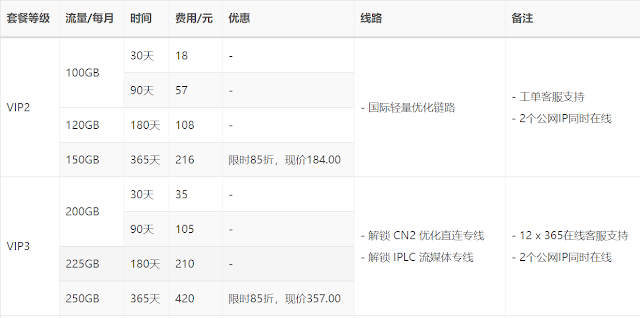 套餐等级 流量/每月 时间 费用/元 优惠 线路 备注
VIP2 100GB 30天 18 - - 国际轻量优化链路 - 工单客服支持
- 2个公网IP同时在线
90天 57 -
120GB 180天 108 -
150GB 365天 216 限时85折，现价184.00
VIP3 200GB 30天 35 - - 解锁 CN2 优化直连专线 - 12 x 365在线客服支持
- 解锁 IPLC 流媒体专线 - 2个公网IP同时在线
90天 105 -
225GB 180天 210 -
250GB 365天 420 限时85折，现价357.00